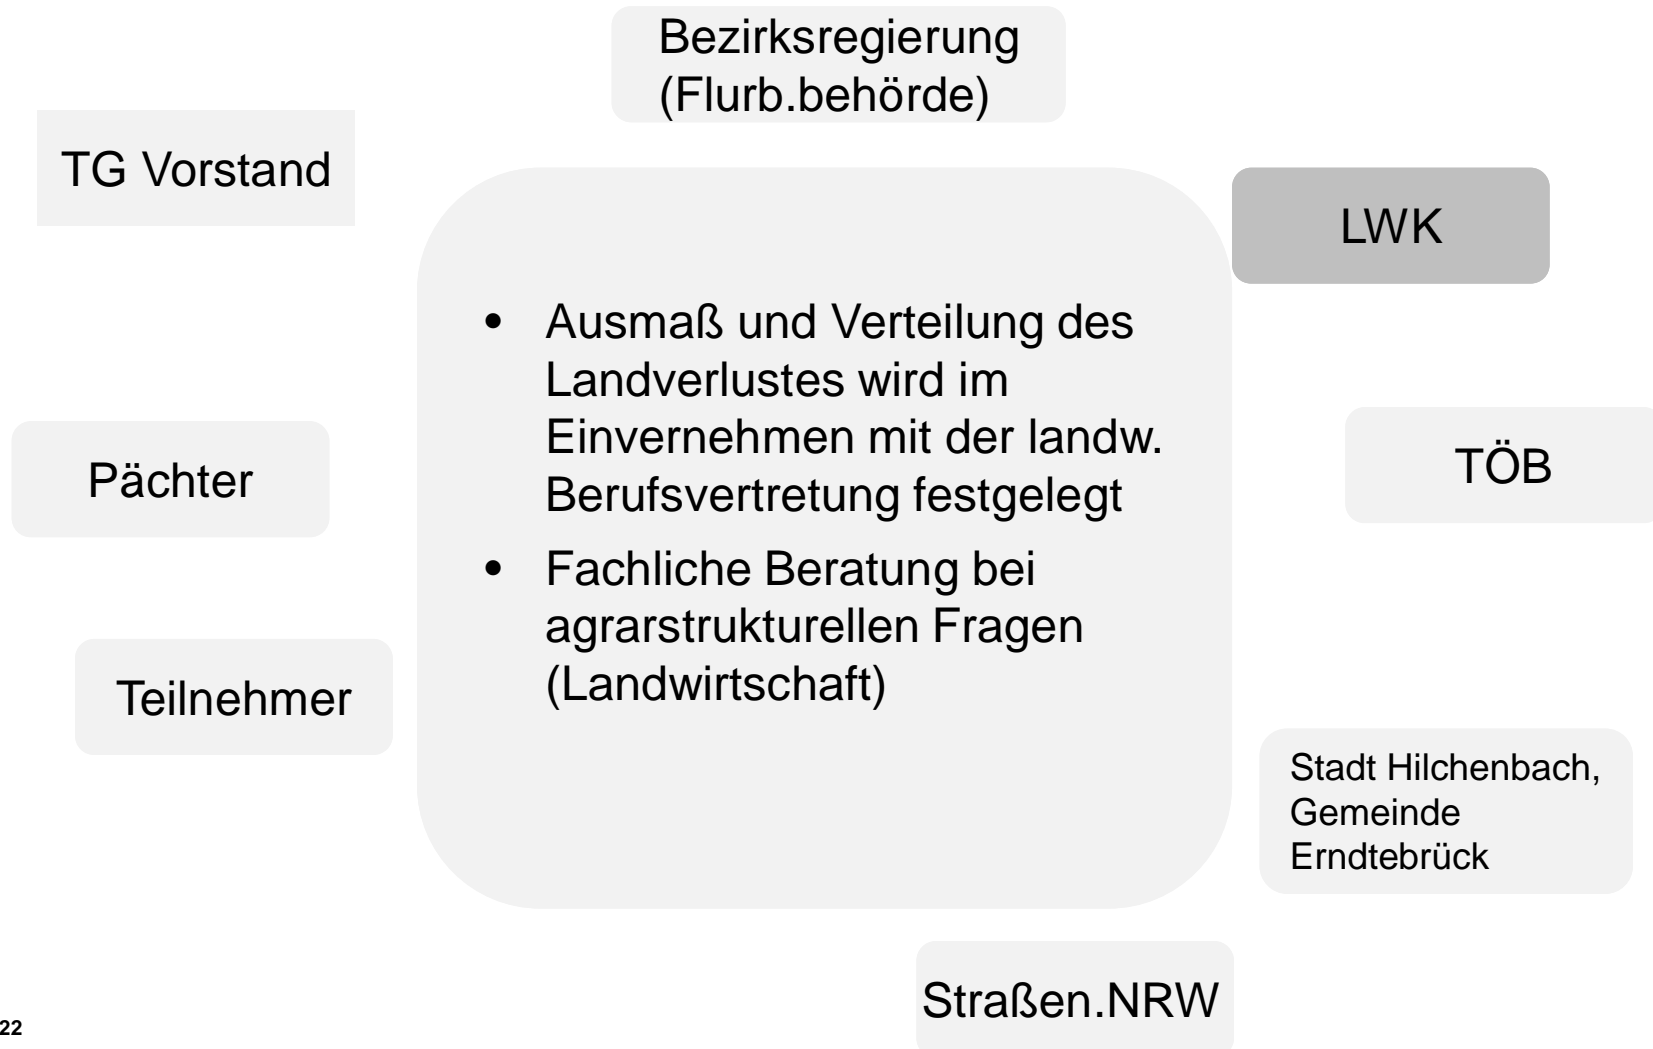 Bezirksregierung
(Flurb.behörde)
TG Vorstand
LWK
• Ausmaß und Verteilung des
Landverlustes wird im
Einvernehmen mit der landw.
Berufsvertretung festgelegt
• Fachliche Beratung bei
agrarstrukturellen Fragen
(Landwirtschaft)
Pächter
TÖB
Teilnehmer
Stadt Hilchenbach,
Gemeinde
Erndtebrück
Straßen.NRW
22